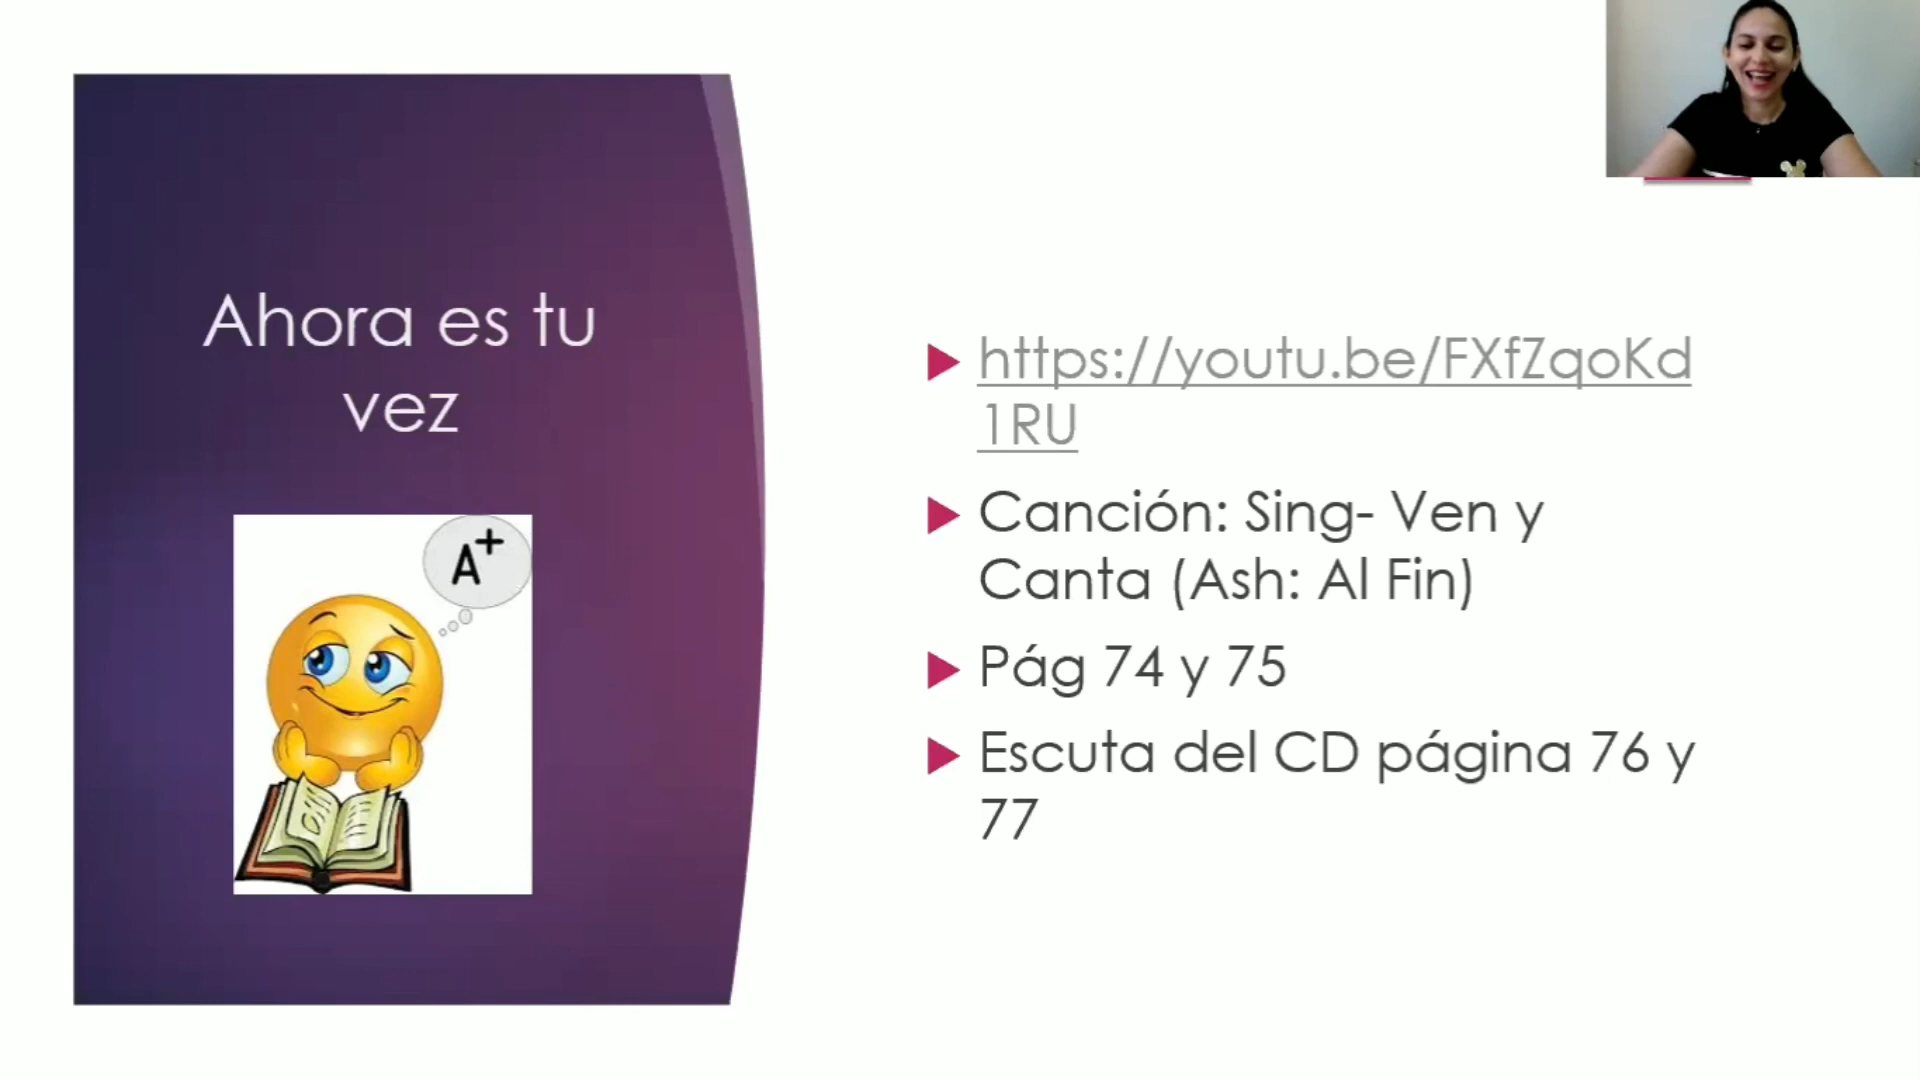 Ahora es tu
vez
A+
https://youtu.be/FXfZqoKd
1RU
Canción: Sing- Ven y
Canta (Ash: Al Fin)
Pág 74 y 75
Escuta del CD página 76 y
77